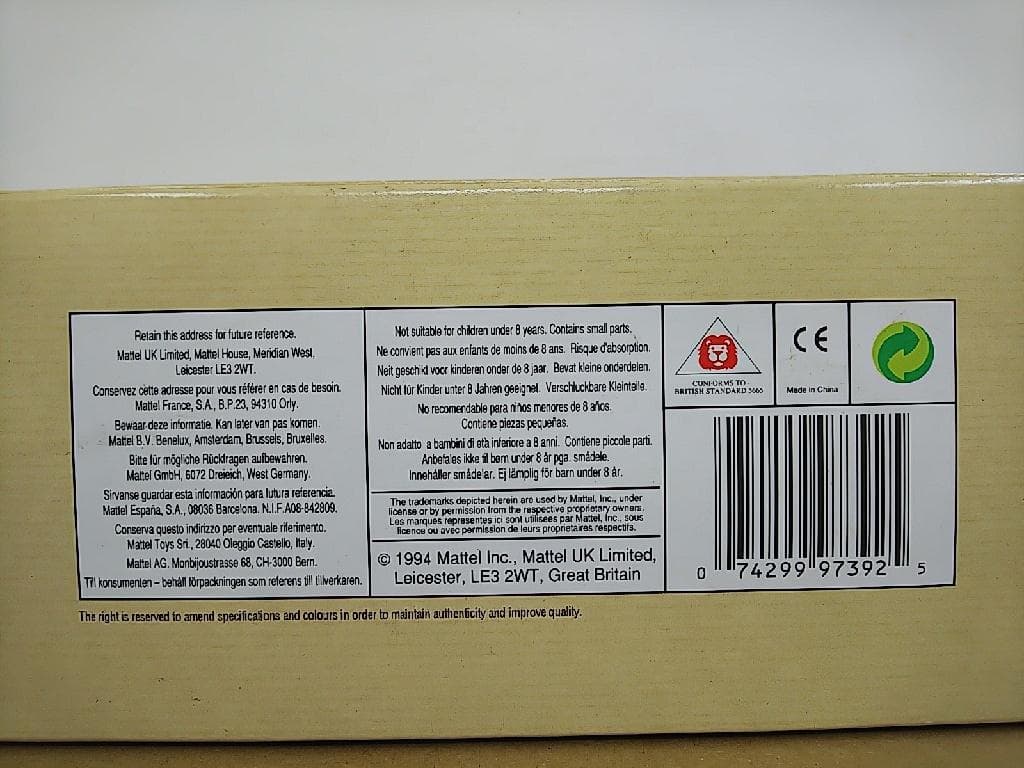 Retain this address for future reference.
Mattel UK Limited, Mattel House, Meridian West,
Leicester LE3 2WT.
Conservez cette adresse pour vous référer en cas de besoin.
Mattel France, S.A., B.P.23, 94310 Orly.
Bewaar deze informatie. Kan later van pas komen.
Mattel B.V. Benelux, Amsterdam, Brussels, Bruxelles.
Bitte für mögliche Rückfragen aufbewahren.
Mattel GmbH, 6072 Dreieich, West Germany.
Sirvanse guardar esta información para futura referencia.
Mattel España, S.A., 08036 Barcelona. N.I.F.A08-842809.
Conserva questo indirizzo per eventuale riferimento.
Mattel Toys Srl., 28040 Oleggio Castello, Italy.
Mattel AG. Monbijoustrasse 68, CH-3000 Bern.
Till konsumenten – behåll förpackningen som referens till tillverkaren.
Not suitable for children under 8 years. Contains small parts.
Ne convient pas aux enfants de moins de 8 ans. Risque d'absorption.
Neit geschikd voor kinderen onder de 8 jaar. Bevat kleine onderdelen.
Nicht für Kinder unter 8 Jahren geeignet. Verschluckbare Kleinteile.
No recomendable para niños menores de 8 años.
Contiene piezas pequeñas.
Non adatto a bambini di età inferiore a 8 anni. Contiene piccole parti.
Anbefales ikke til børn under 8 år pga. smådele.
Innehåller smådelar. Ej lämplig för barn under 8 år.
The trademarks depicted herein are used by Mattel, Inc., under
license or by permission from the respective proprietary owners.
Les marques représentes ici sont utilisées par Mattel, Inc., sous
licence ou avec permission de leurs propriétaires respectifs.
© 1994 Mattel Inc., Mattel UK Limited,
Leicester, LE3 2WT, Great Britain
CONFORMS TO
BRITISH STANDARD 5665
CE
Made in China
0 74299 97392 5
The right is reserved to amend specifications and colours in order to maintain authenticity and improve quality.